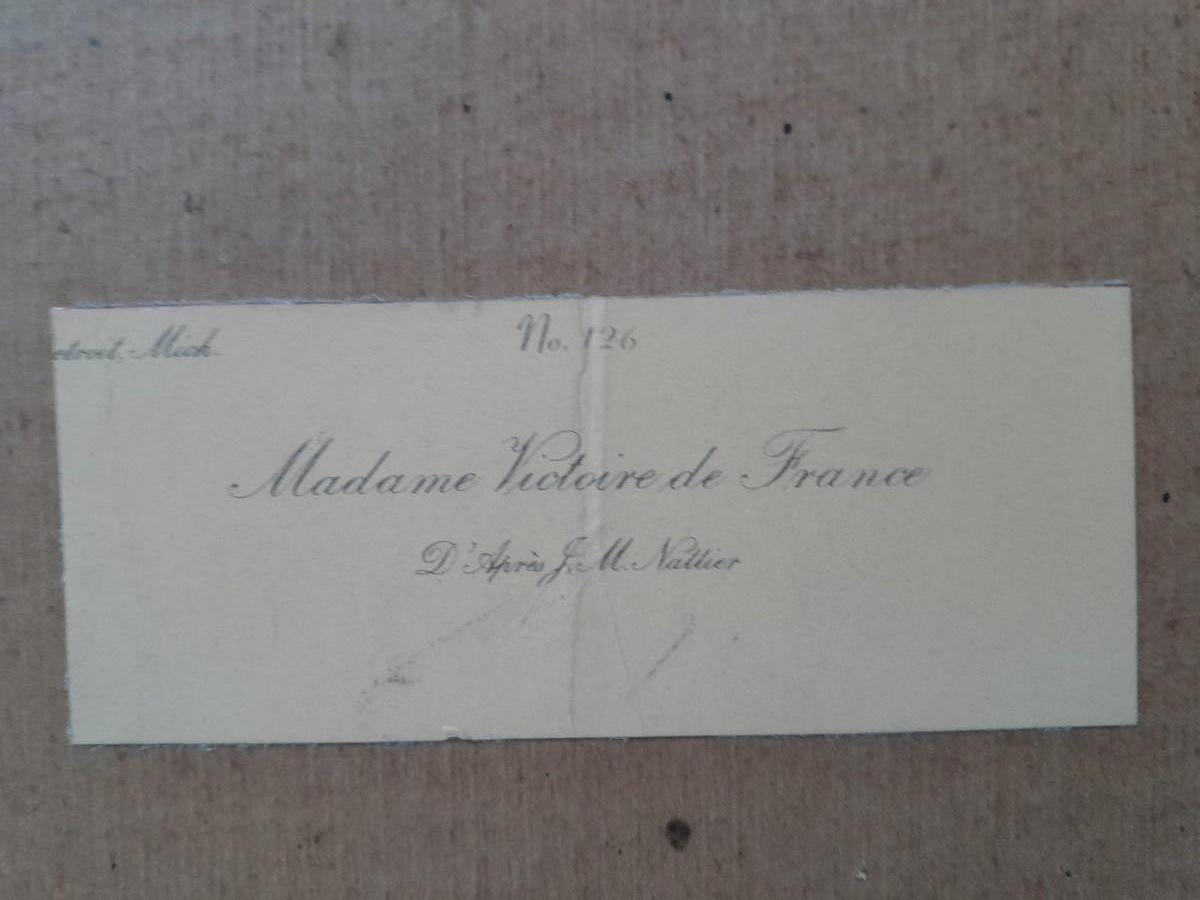 etroit,-Mich. No. 126
Madame Victoire de France
D'Après J. M. Nattier